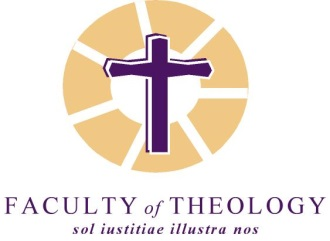 FACULTY of THEOLOGY
sol iustitiae illustra nos